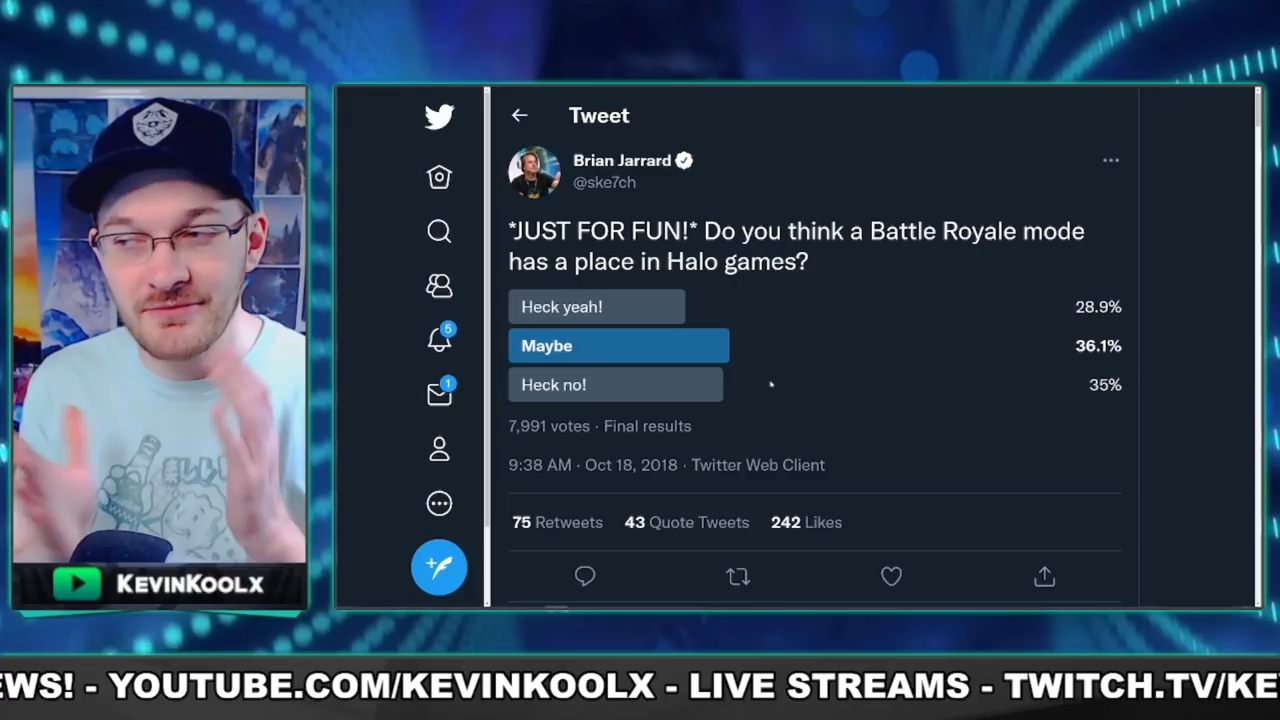 Tweet
Brian Jarrard
@ske7ch
*JUST FOR FUN!* Do you think a Battle Royale mode
has a place in Halo games?
Heck yeah! 28.9%
Maybe 36.1%
Heck no! 35%
7,991 votes · Final results
9:38 AM · Oct 18, 2018 · Twitter Web Client
75 Retweets 43 Quote Tweets 242 Likes
5
1
KEVINKOOLX
EWS! - YOUTUBE.COM/KEVINKOOLX - LIVE STREAMS - TWITCH.TV/KE